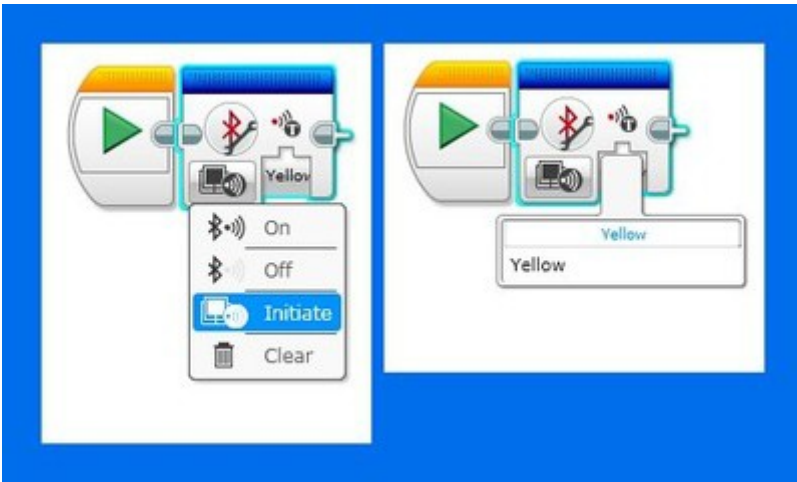 Yellow
On
Off
Initiate
Clear
T
Yellow
Yellow
T